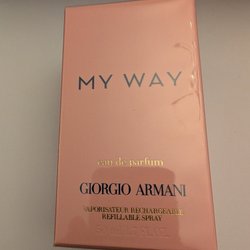 MY WAY
eau de parfum
GIORGIO ARMANI
VAPORISATEUR RECHARGEABLE
REFILLABLE SPRAY